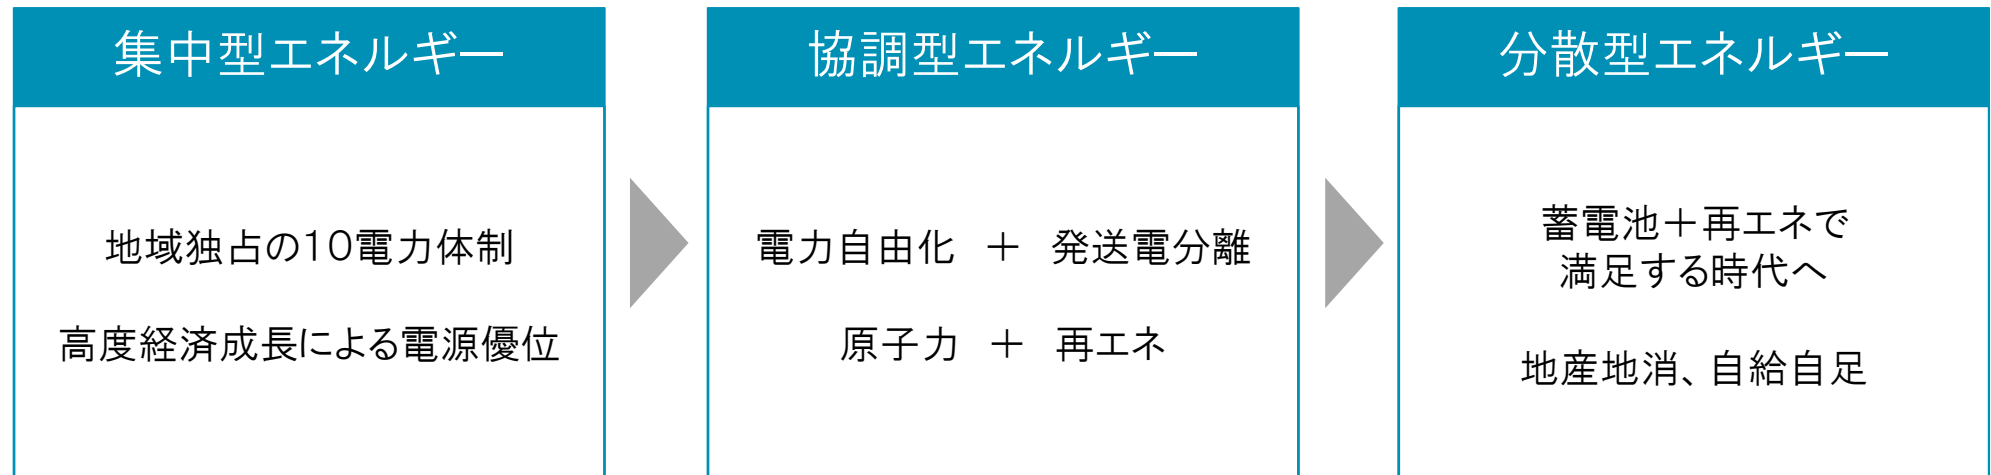 集中型エネルギー
地域独占の10電力体制
高度経済成長による電源優位
協調型エネルギー
電力自由化　＋　発送電分離
原子力　＋　再エネ
分散型エネルギー
蓄電池＋再エネで
満足する時代へ
地産地消、自給自足